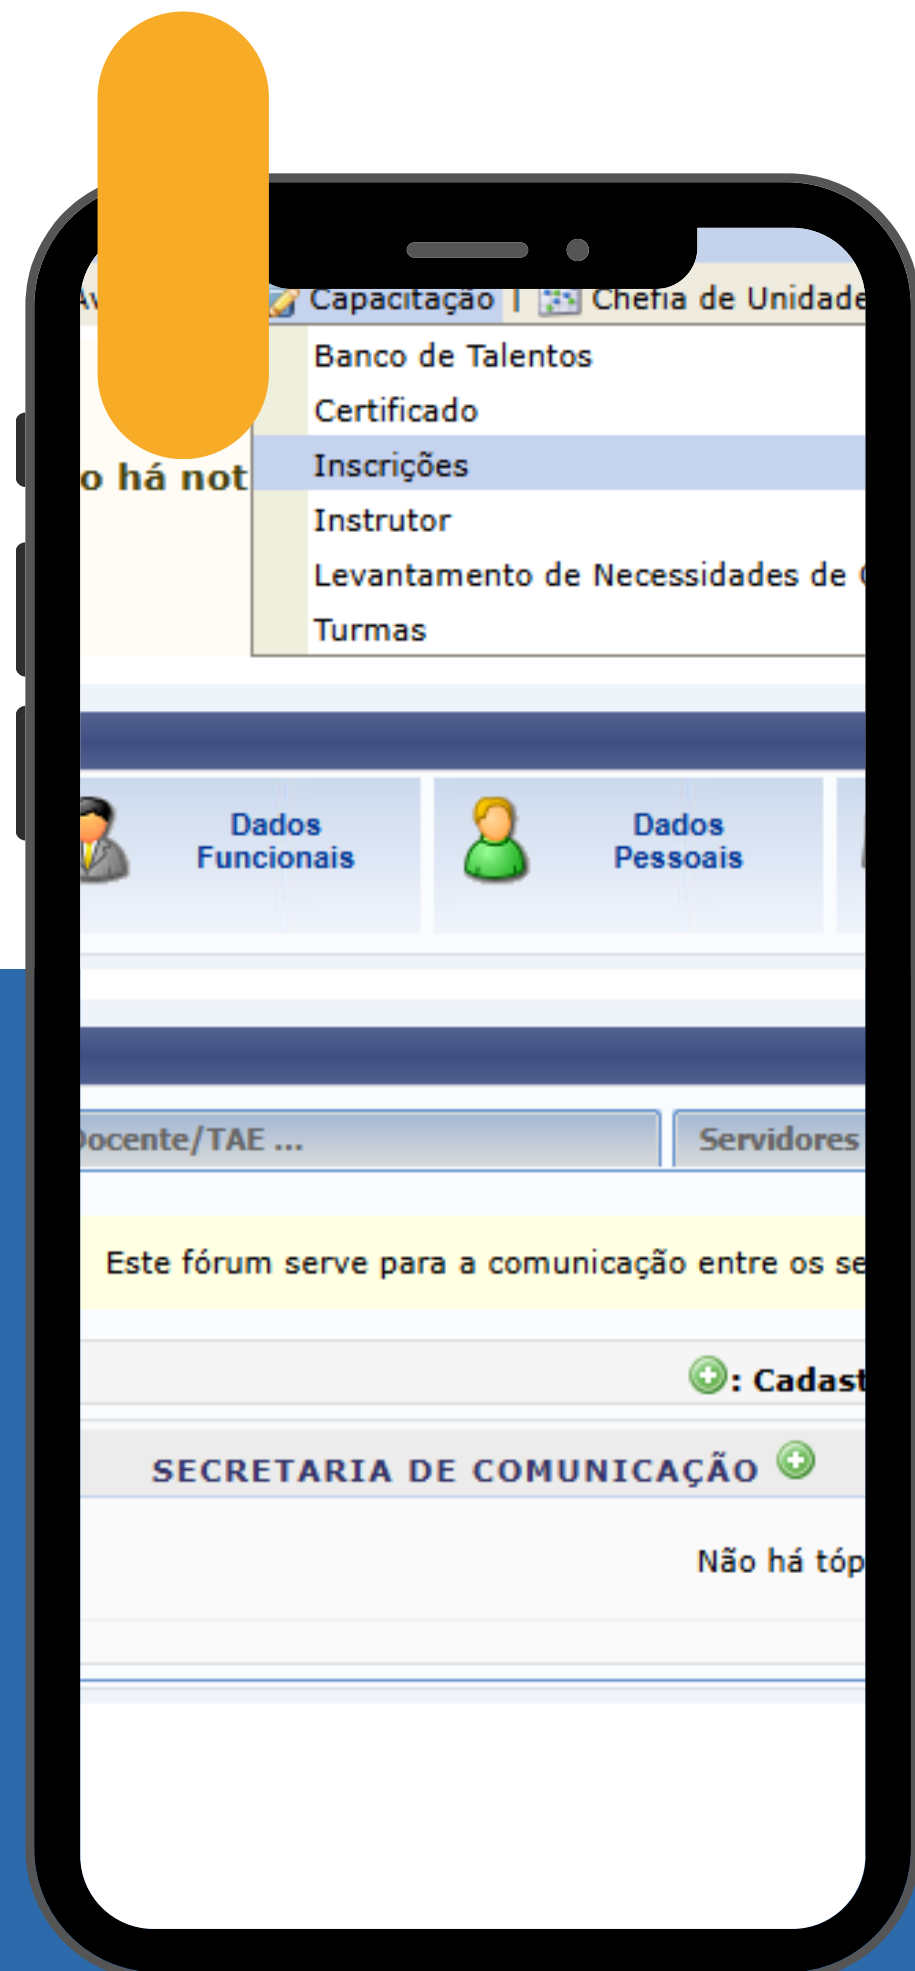 Av
Capacitação | Chefia de Unidade
Banco de Talentos
Certificado
Inscrições
o há not
Instrutor
Levantamento de Necessidades de C
Turmas
Dados
Funcionais
Dados
Pessoais
Docente/TAE ...
Servidores
Este fórum serve para a comunicação entre os se
: Cadast
SECRETARIA DE COMUNICAÇÃO
Não há tóp